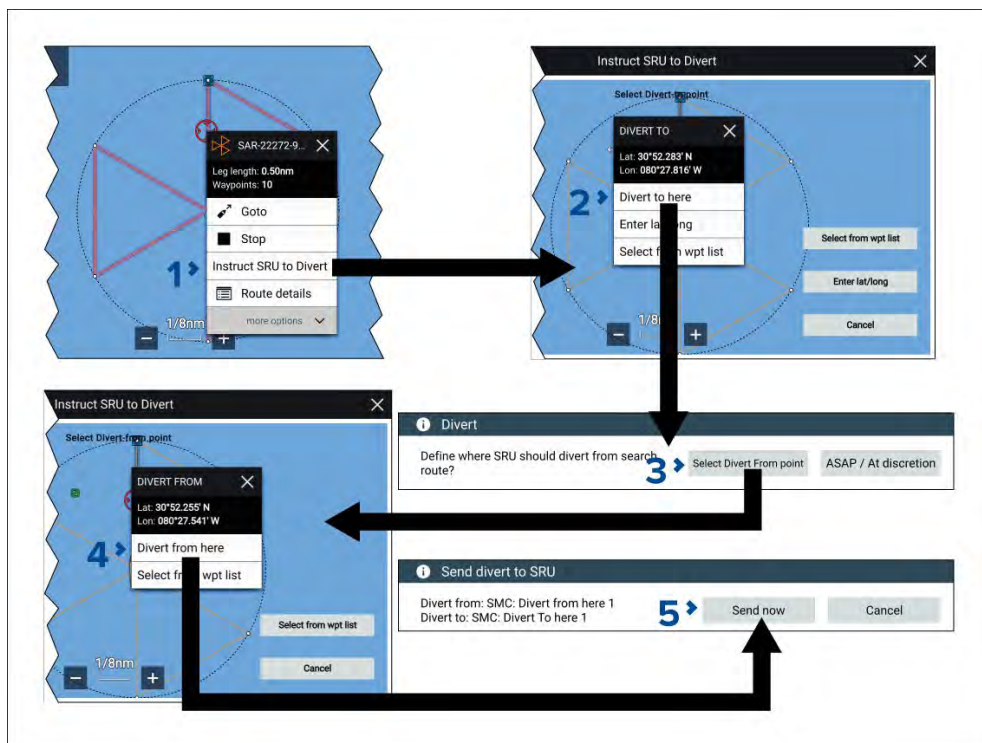 SAR-22272-9...
Leg length: 0.50nm
Waypoints: 10
Goto
Stop
1
Instruct SRU to Divert
Route details
more options
1/8nm
Instruct SRU to Divert
Select Divert-to point
DIVERT TO
Lat: 30°52.283' N
Lon: 080°27.816' W
2
Divert to here
Enter lat/long
Select from wpt list
1/8
Select from wpt list
Enter lat/long
Cancel
Instruct SRU to Divert
Select Divert-from point
DIVERT FROM
Lat: 30°52.255' N
Lon: 080°27.541' W
4
Divert from here
Select from wpt list
1/8nm
Select from wpt list
Cancel
Divert
Define where SRU should divert from search
route?
3
Select Divert From point
ASAP / At discretion
Send divert to SRU
Divert from: SMC: Divert from here 1
Divert to: SMC: Divert To here 1
5
Send now
Cancel